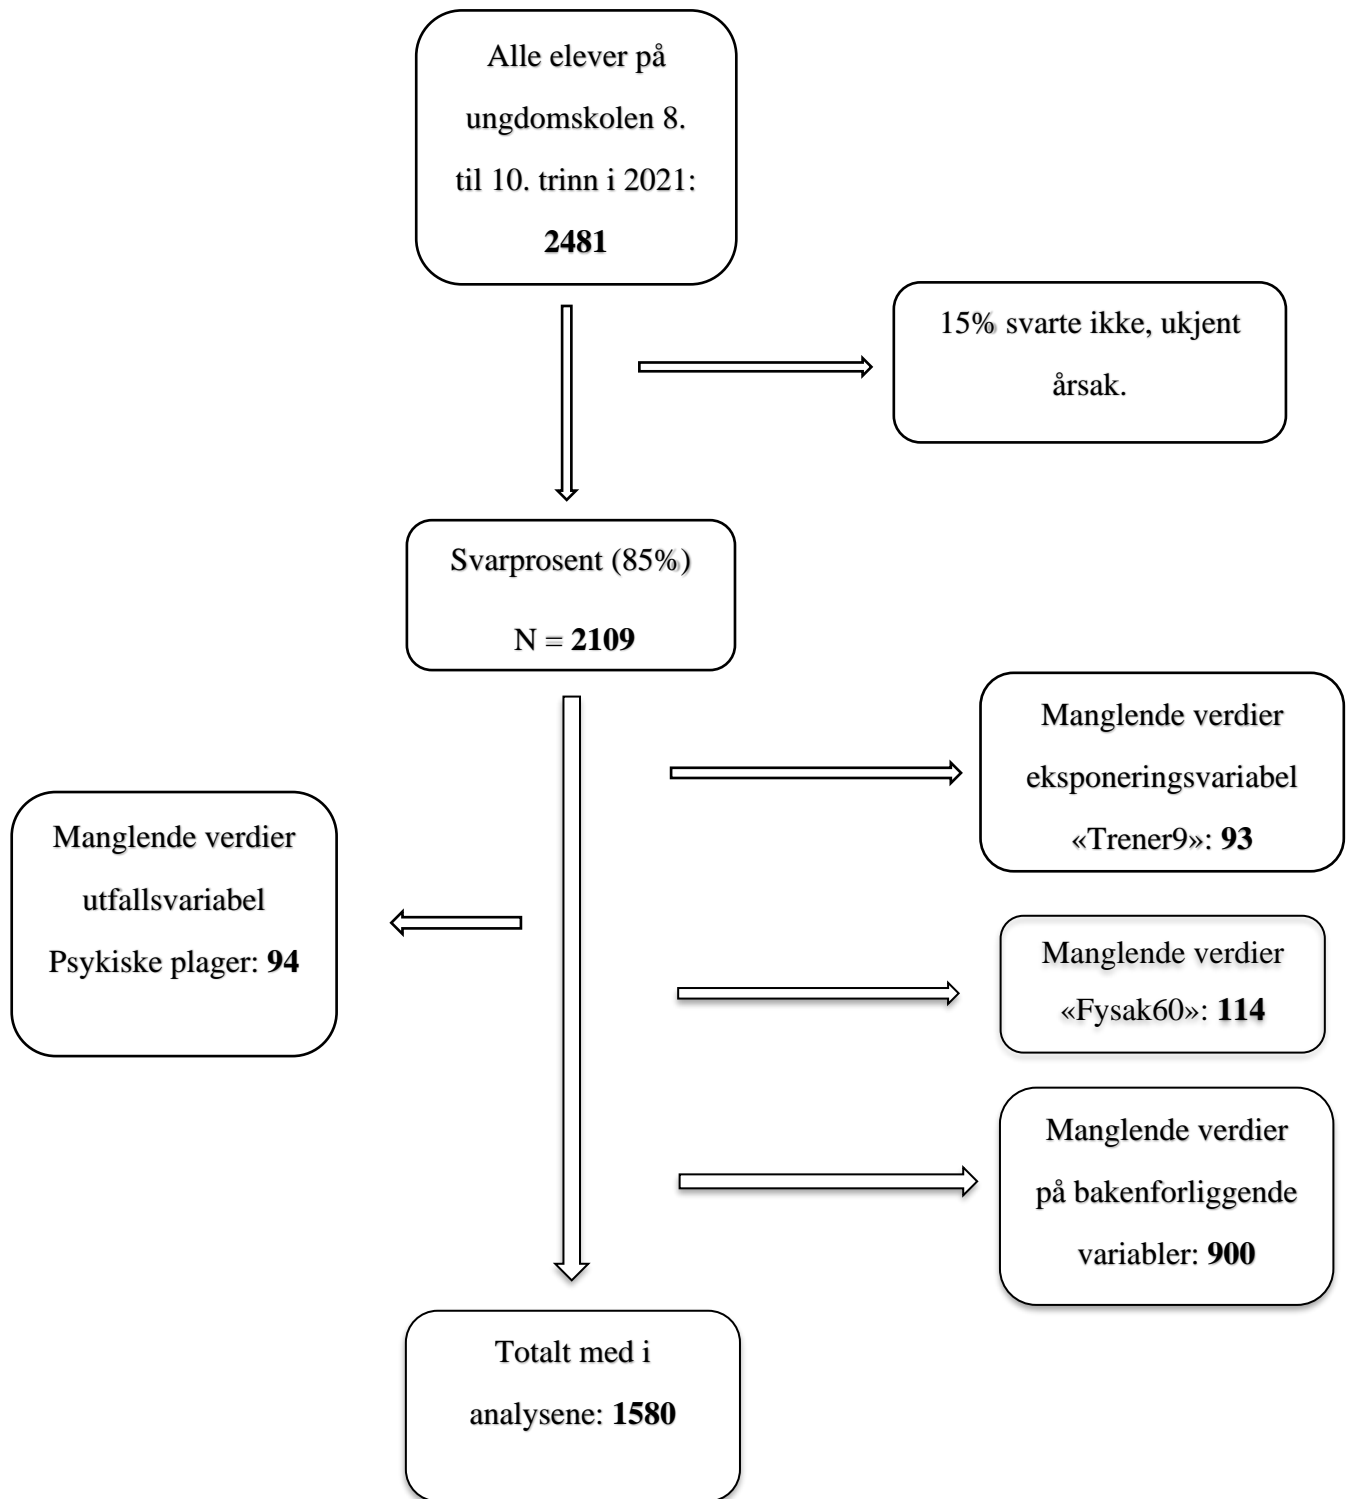 Alle elever på
ungdomskolen 8.
til 10. trinn i 2021:
2481
15% svarte ikke, ukjent
årsak.
Svarprosent (85%)
N = 2109
Manglende verdier
eksponeringsvariabel
«Trener9»: 93
Manglende verdier
utfallsvariabel
Psykiske plager: 94
Manglende verdier
«Fysak60»: 114
Manglende verdier
på bakenforliggende
variabler: 900
Totalt med i
analysene: 1580